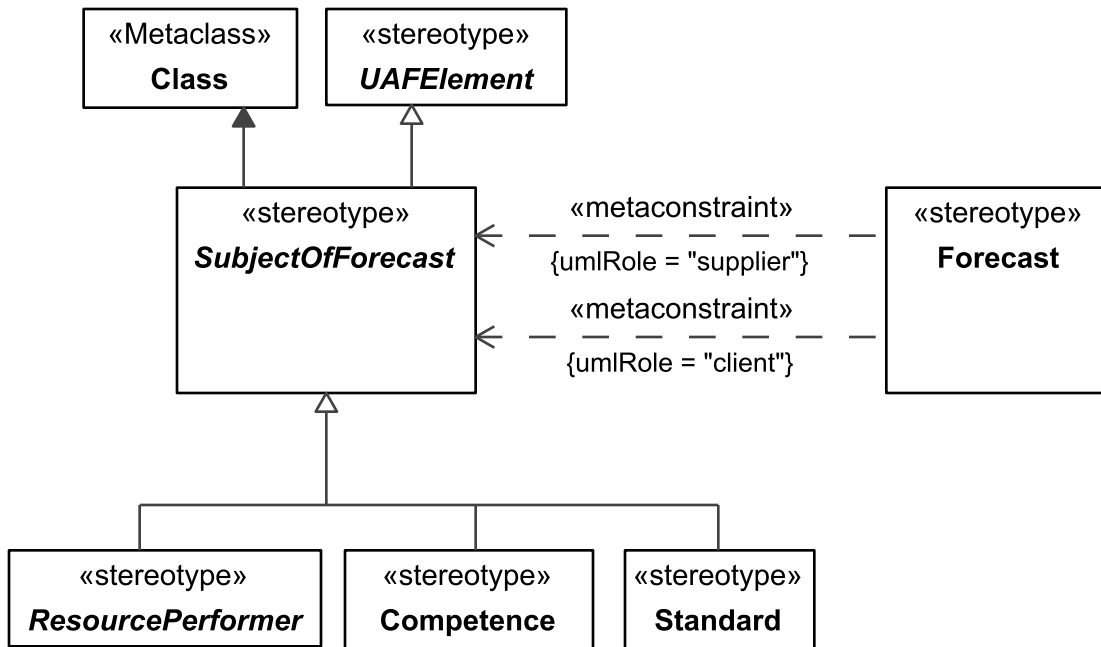 «Metaclass»
Class
«stereotype»
UAFElement
«stereotype»
SubjectOfForecast
«metaconstraint»
{umlRole = "supplier"}
«metaconstraint»
{umlRole = "client"}
«stereotype»
Forecast
«stereotype»
ResourcePerformer
«stereotype»
Competence
«stereotype»
Standard